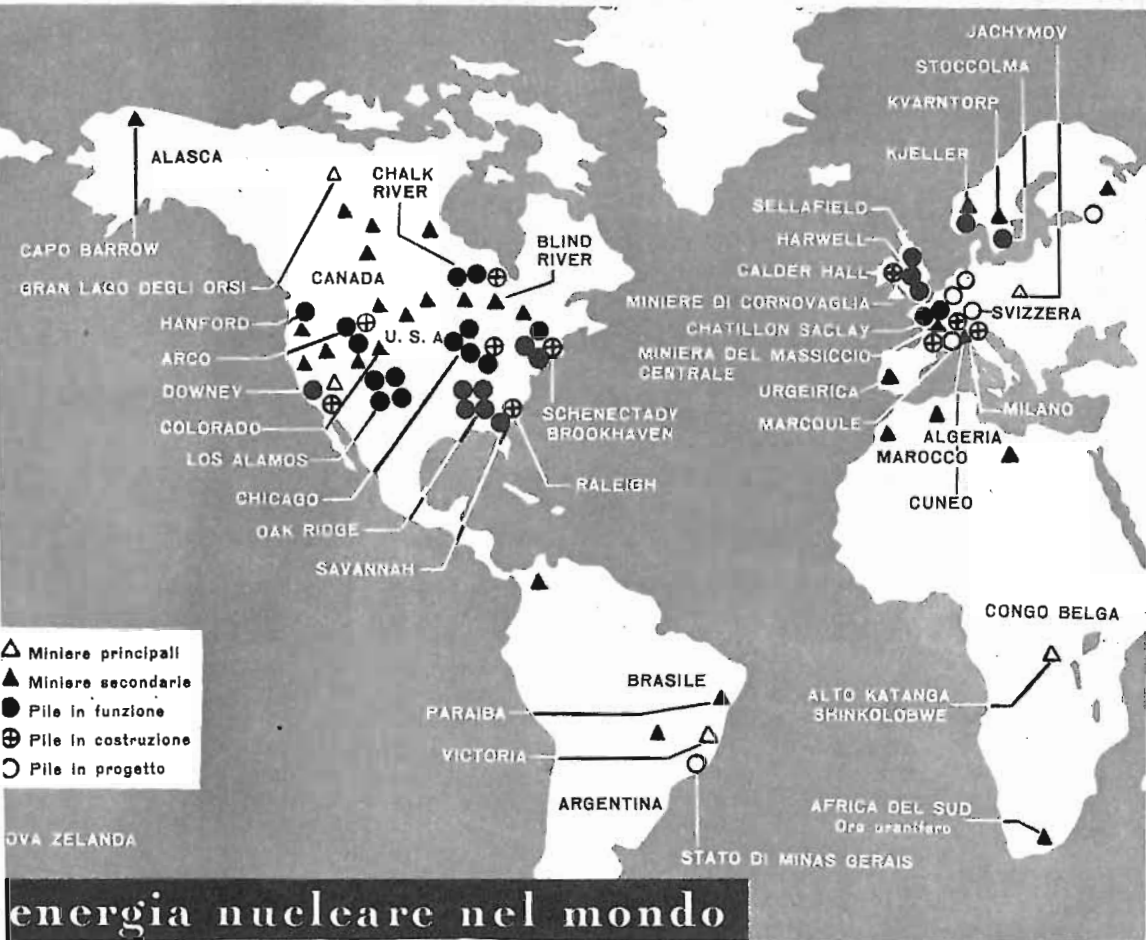 JACHYMOV
STOCCOLMA
KVARNTORP
KJELLER
ALASCA
CHALK
RIVER
SELLAFIELD
HARWELL
CALDER HALL
MINIERE DI CORNOVAGLIA
CHATILLON SACLAY
MINIERA DEL MASSICCIO
CENTRALE
URGEIRICA
MARCOULE
SVIZZERA
MILANO
ALGERIA
MAROCCO
CUNEO
CAPO BARROW
GRAN LAGO DEGLI ORSI
CANADA
BLIND
RIVER
HANFORD
U. S. A
ARCO
DOWNEY
COLORADO
LOS ALAMOS
CHICAGO
OAK RIDGE
SAVANNAH
SCHENECTADY
BROOKHAVEN
RALEIGH
CONGO BELGA
ALTO KATANGA
SHINKOLOBWE
BRASILE
PARAIBA
VICTORIA
ARGENTINA
STATO DI MINAS GERAIS
AFRICA DEL SUD
Oro uranifero
Miniere principali
Miniere secondarie
Pile in funzione
Pile in costruzione
Pile in progetto
OVA ZELANDA
energia nucleare nel mondo